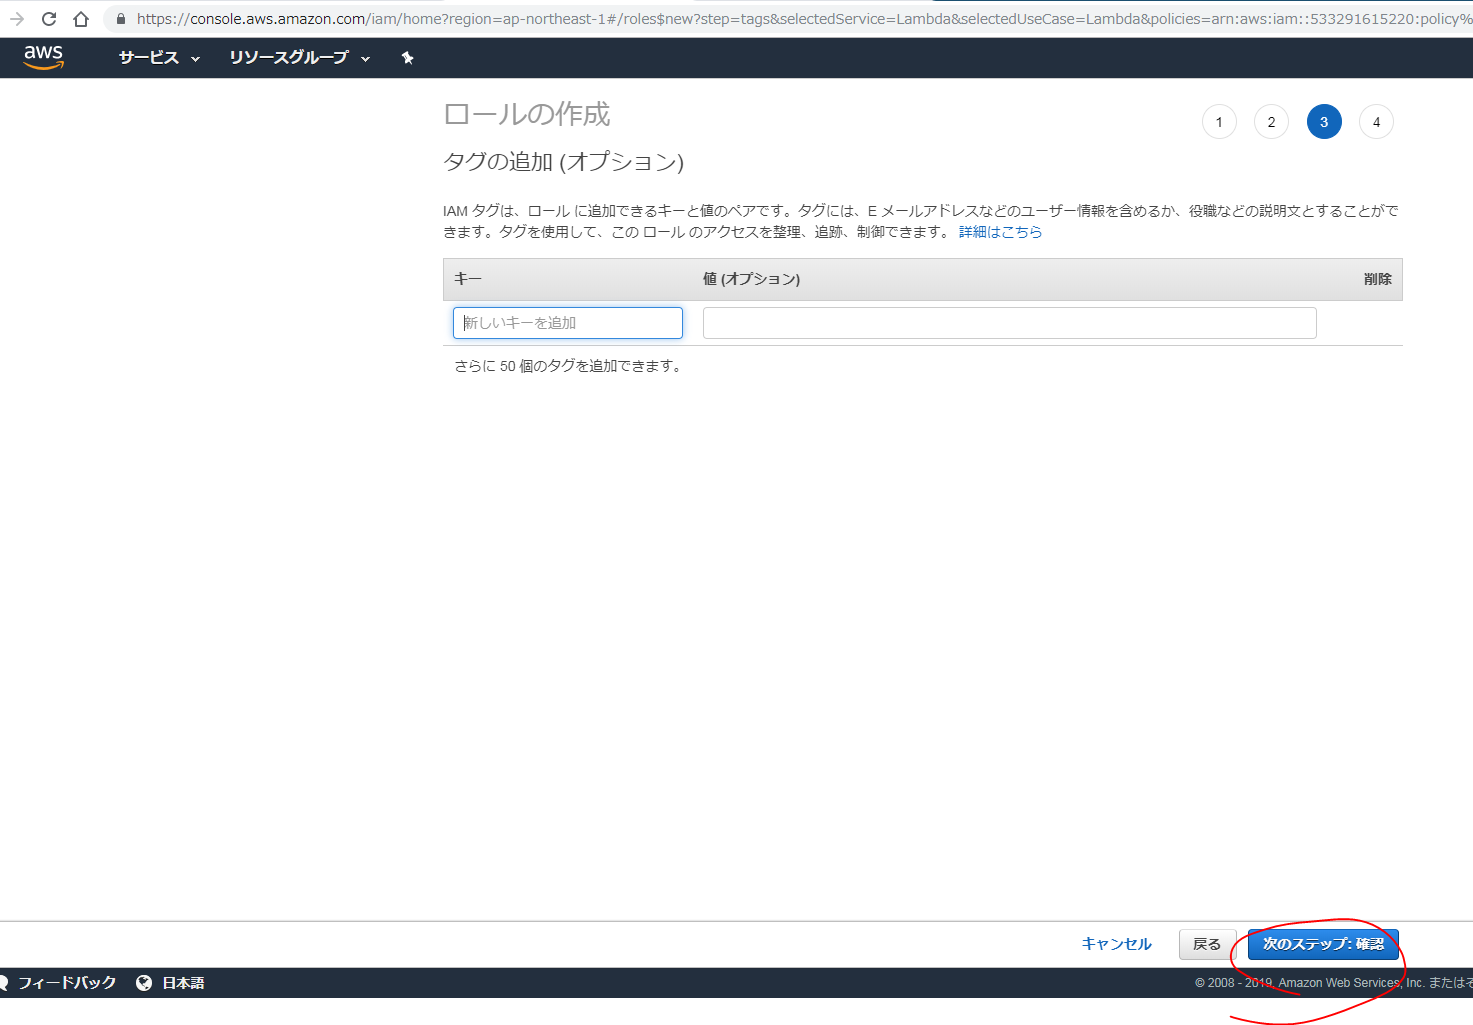 https://console.aws.amazon.com/iam/home?region=ap-northeast-1#/roles$new?step=tags&selectedService=Lambda&selectedUseCase=Lambda&policies=arn:aws:iam::533291615220:policy%
aws サービス リソースグループ
ロールの作成
1 2 3 4
タグの追加 (オプション)
IAM タグは、ロール に追加できるキーと値のペアです。タグには、E メールアドレスなどのユーザー情報を含めるか、役職などの説明文とすることがで
きます。タグを使用して、この ロール のアクセスを整理、追跡、制御できます。 詳細はこちら
キー 値 (オプション) 削除
新しいキーを追加
さらに 50 個のタグを追加できます。
キャンセル 戻る 次のステップ: 確認
フィードバック 日本語 © 2008 - 2019, Amazon Web Services, Inc. またはそ